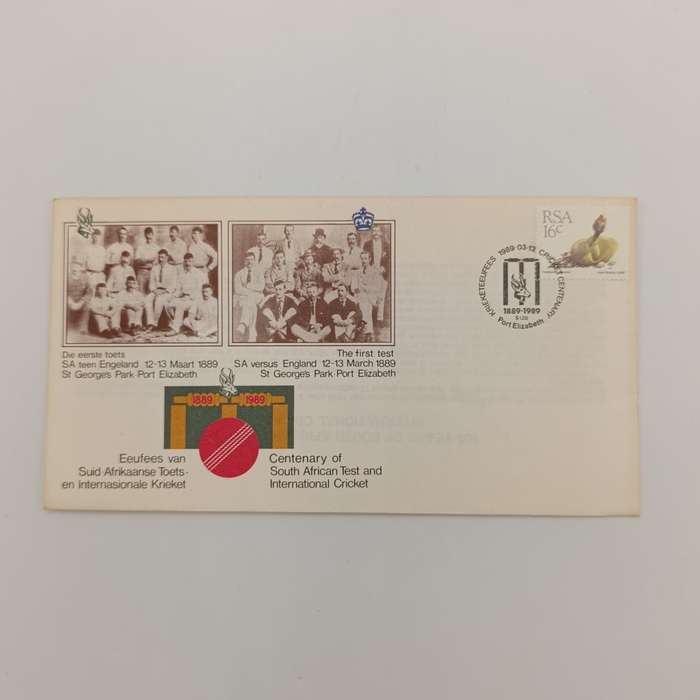 RSA
16c
KRIEKETEEUFEES 1989·03·12 CRICKET CENTENARY
1889-1989
Port Elizabeth
Die eerste toets
SA teen Engeland 12-13 Maart 1889
St George's Park·Port Elizabeth
The first test
SA versus England 12-13 March 1889
St George's Park·Port Elizabeth
1889 1989
Eeufees van
Suid-Afrikaanse Toets-
en Internasionale Krieket
Centenary of
South African Test and
International Cricket